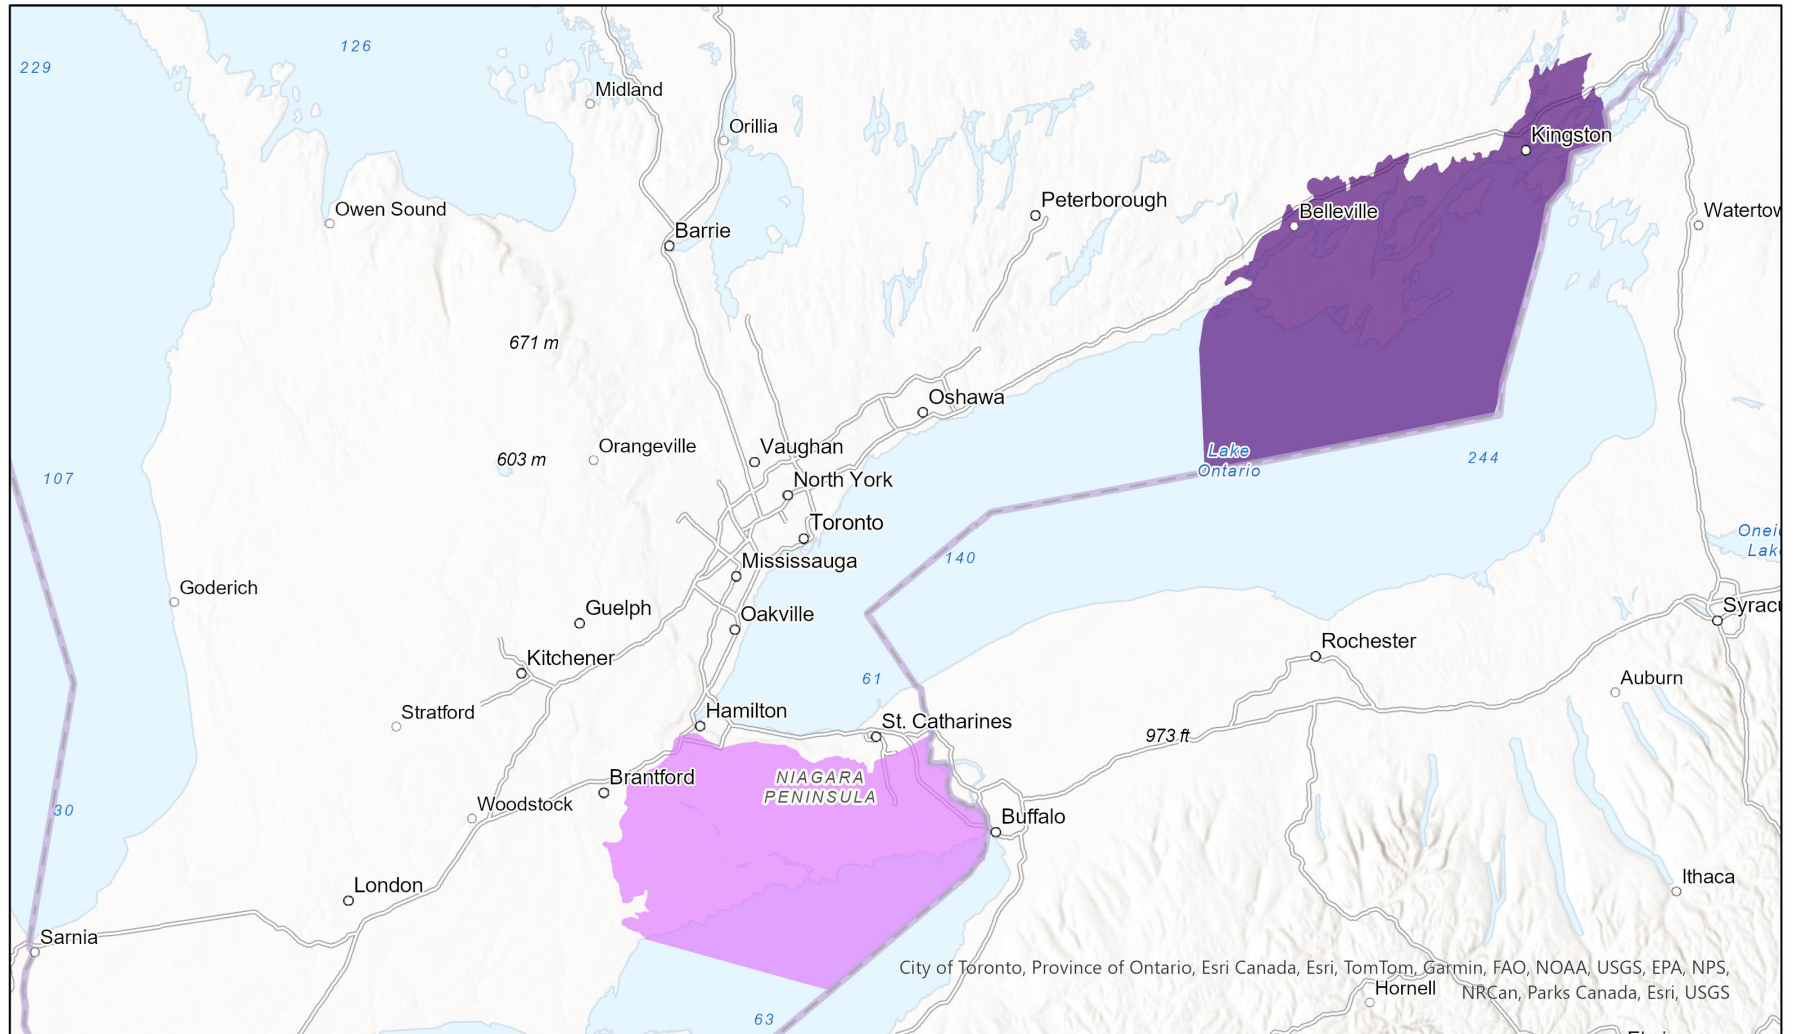 126
229
Midland
Orillia
Kingston
Peterborough
Owen Sound
Belleville
Watertow
Barrie
671 m
Oshawa
Orangeville
Vaughan
603 m
Lake
Ontario
244
107
North York
Toronto
Oneid
Lake
140
Mississauga
Goderich
Guelph
Oakville
Syracu
Rochester
Kitchener
61
Auburn
Stratford
Hamilton
St. Catharines
973 ft
Brantford
NIAGARA
PENINSULA
Woodstock
30
Buffalo
Ithaca
London
Sarnia
City of Toronto, Province of Ontario, Esri Canada, Esri, TomTom, Garmin, FAO, NOAA, USGS, EPA, NPS,
NRCan, Parks Canada, Esri, USGS
Hornell
63